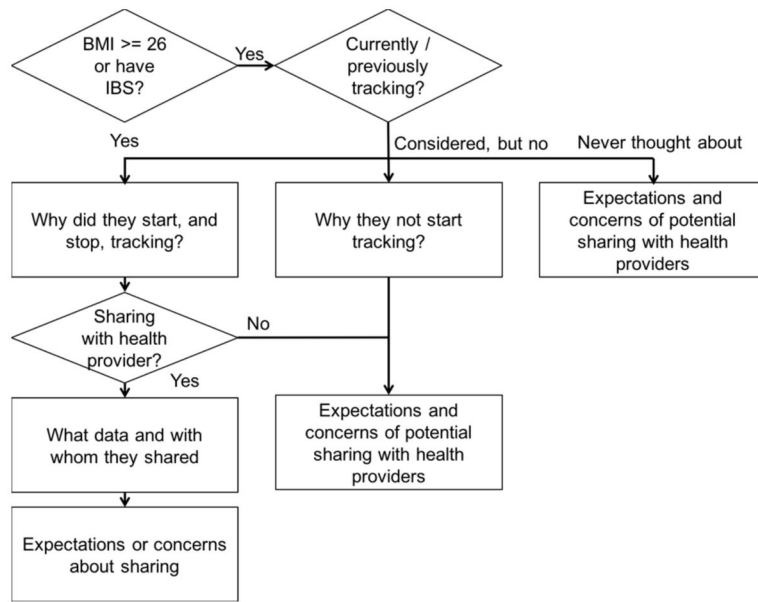 BMI >= 26
or have
IBS?
Yes
Currently /
previously
tracking?
Yes
Considered, but no
Never thought about
Why did they start, and
stop, tracking?
Why they not start
tracking?
Expectations and
concerns of potential
sharing with health
providers
Sharing
with health
provider?
No
Yes
What data and with
whom they shared
Expectations and
concerns of potential
sharing with health
providers
Expectations or concerns
about sharing